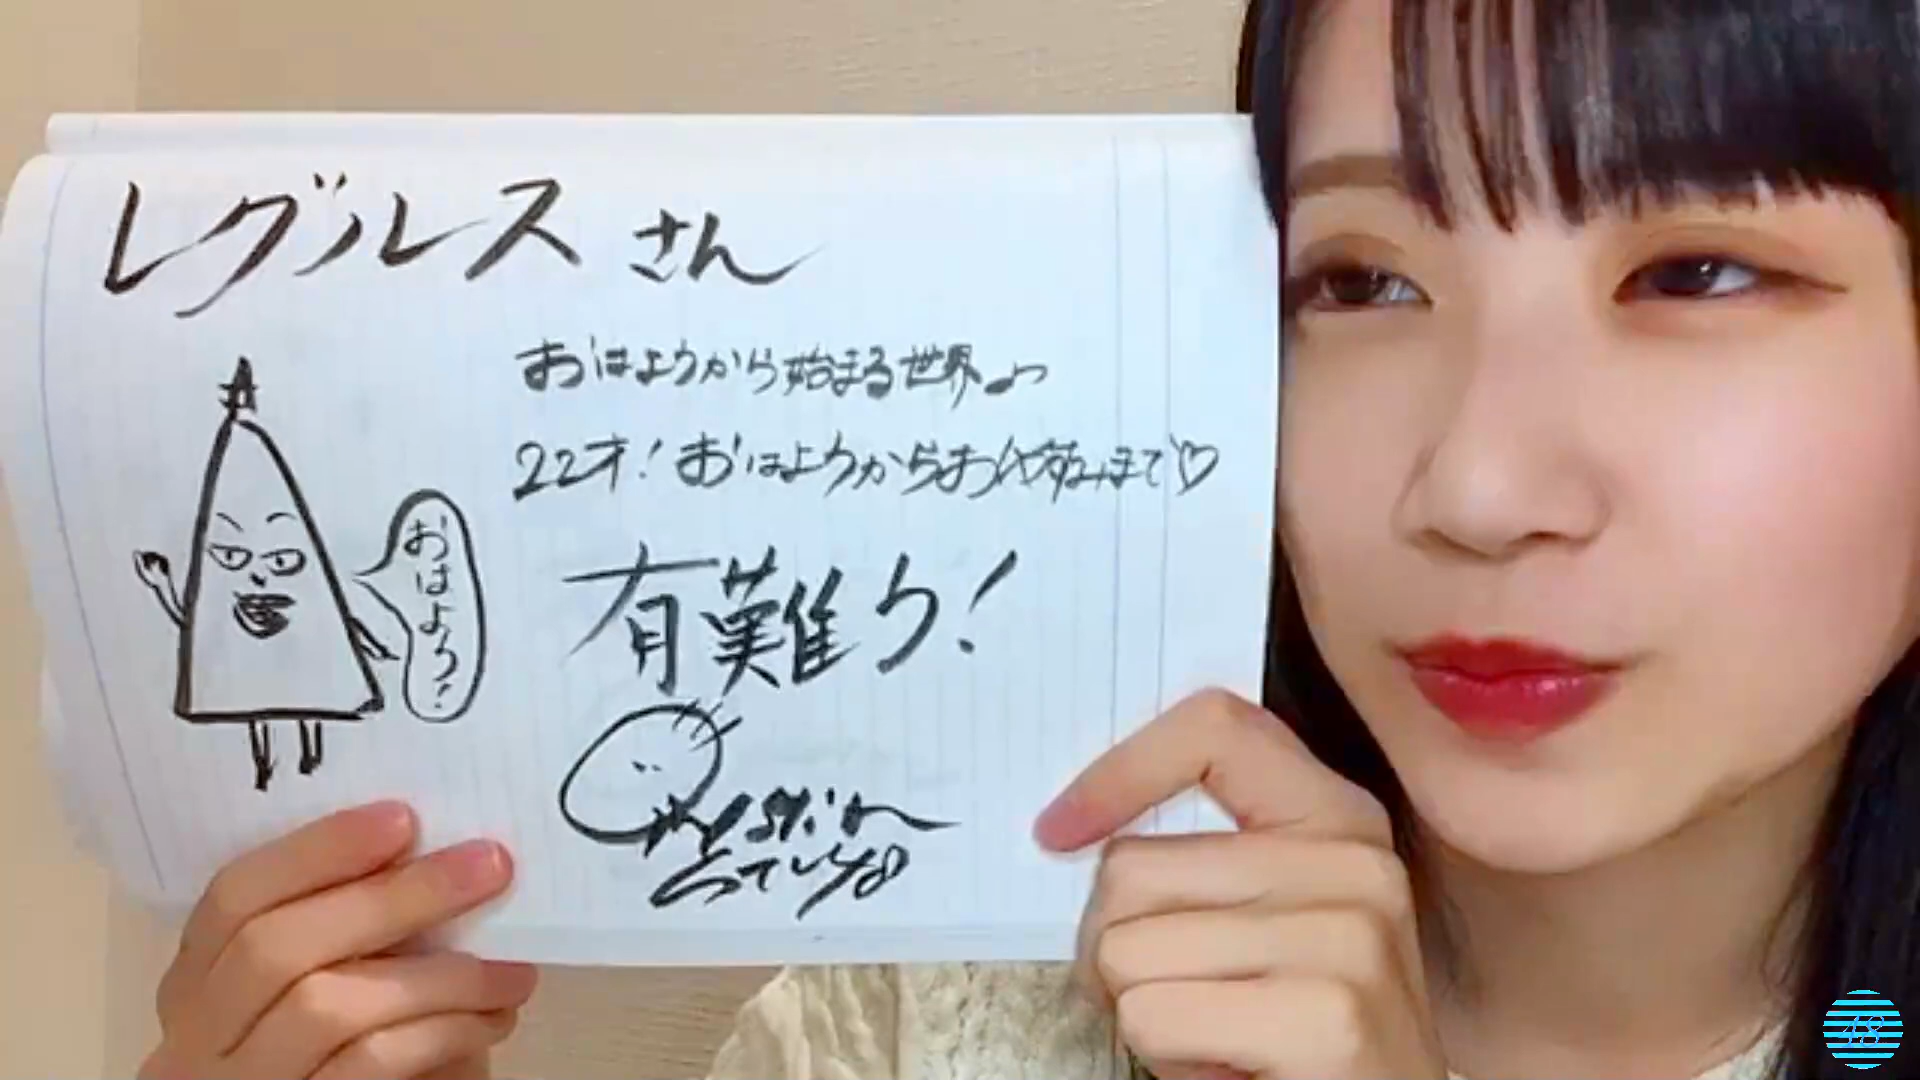 レグルスさん
おはようから始まる世界♪
22才!おはようからおやすみまで♡
有難う!
おはよう!
48